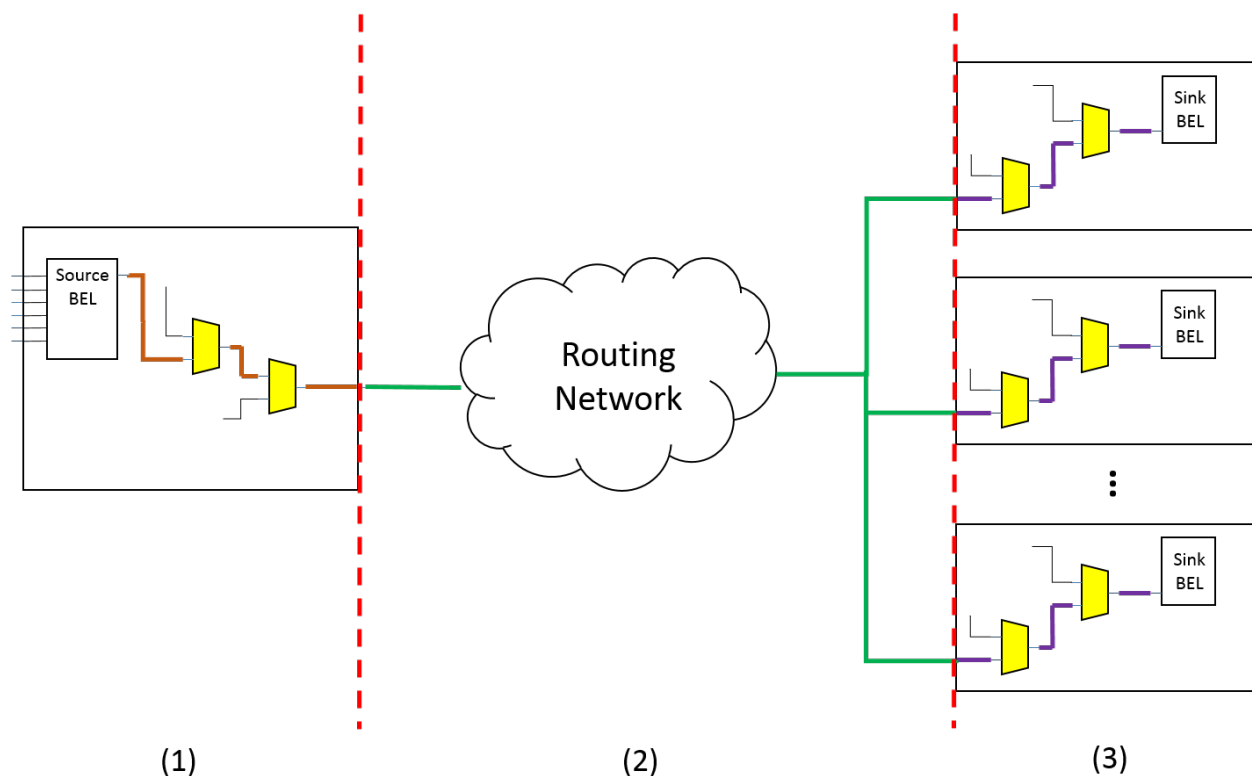 Sink
BEL
Source
BEL
Routing
Network
Sink
BEL
...
Sink
BEL
(1)
(2)
(3)